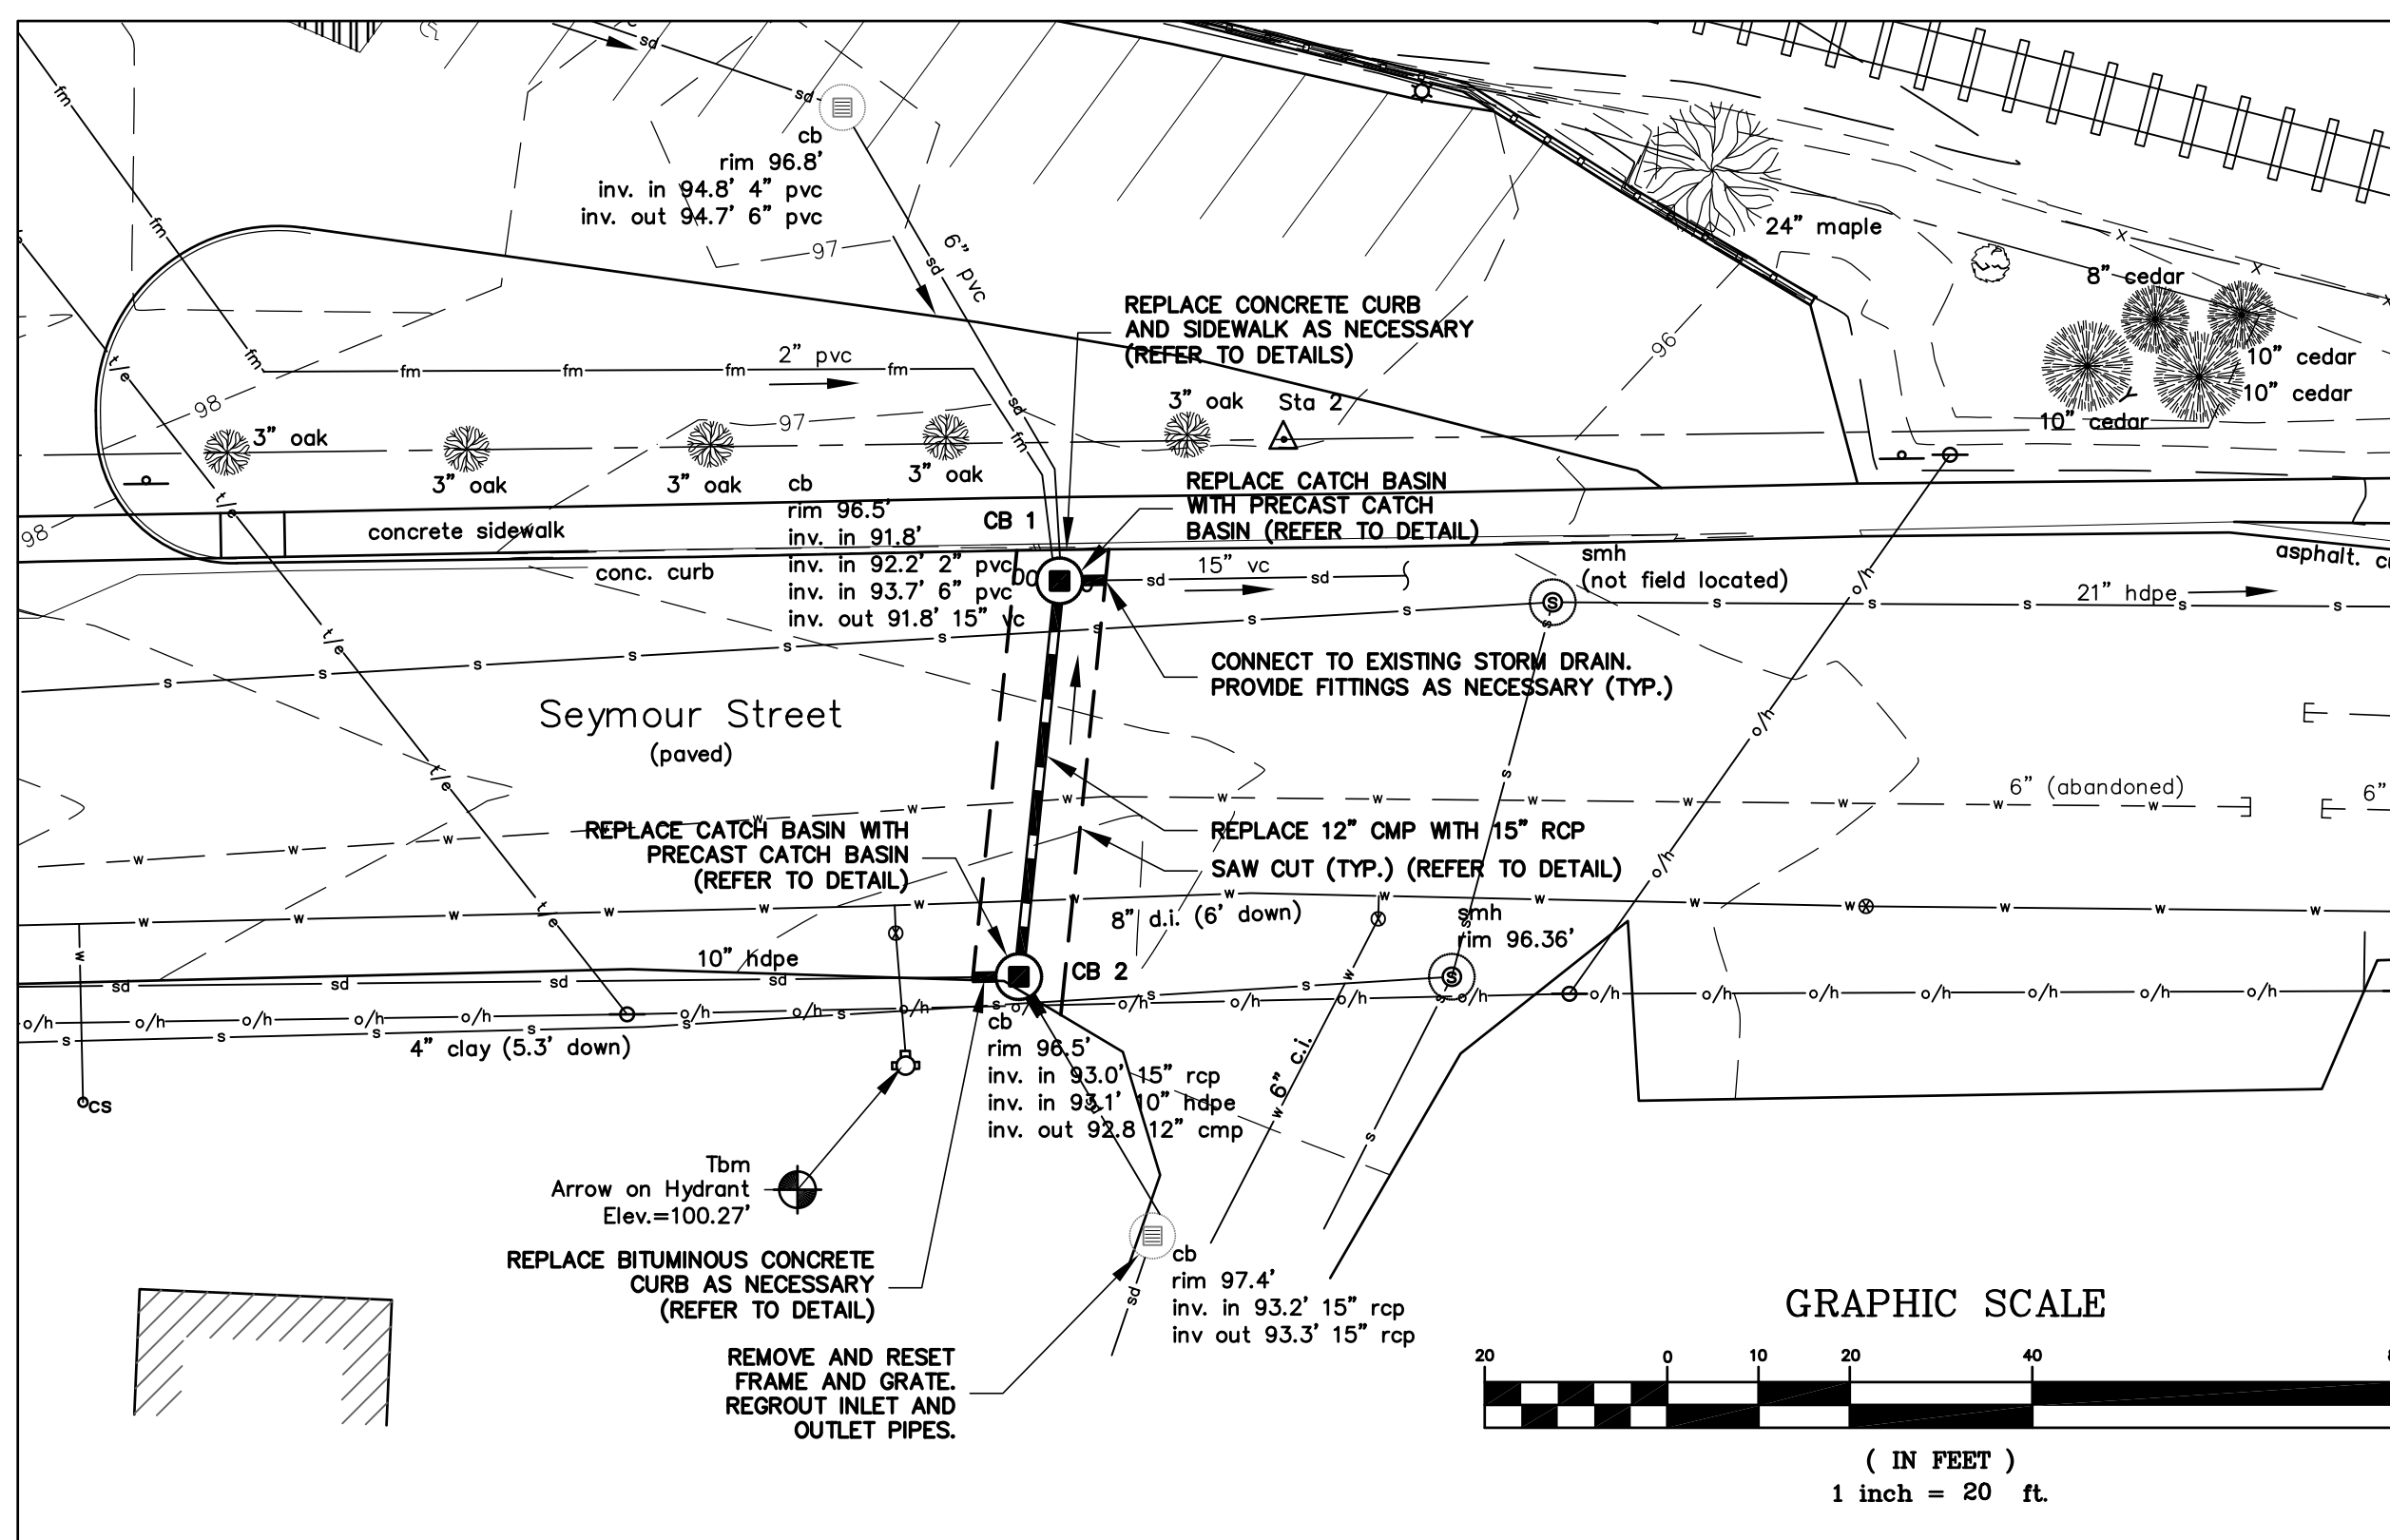 cb
rim 96.8'
inv. in 94.8' 4" pvc
inv. out 94.7' 6" pvc
6" pvc
97
24" maple
8" cedar
10" cedar
10" cedar
10" cedar
96
REPLACE CONCRETE CURB
AND SIDEWALK AS NECESSARY
(REFER TO DETAILS)
2" pvc
98
97
3" oak
3" oak
3" oak
3" oak
3" oak
Sta 2
98
concrete sidewalk
conc. curb
cb
rim 96.5'
inv. in 91.8'
inv. in 92.2' 2" pvc
inv. in 93.7' 6" pvc
inv. out 91.8' 15" vc
CB 1
REPLACE CATCH BASIN
WITH PRECAST CATCH
BASIN (REFER TO DETAIL)
15" vc
smh
(not field located)
asphalt.
21" hdpe
CONNECT TO EXISTING STORM DRAIN.
PROVIDE FITTINGS AS NECESSARY (TYP.)
Seymour Street
(paved)
6" (abandoned)
6"
REPLACE CATCH BASIN WITH
PRECAST CATCH BASIN
(REFER TO DETAIL)
REPLACE 12" CMP WITH 15" RCP
SAW CUT (TYP.) (REFER TO DETAIL)
8" d.i. (6' down)
smh
rim 96.36'
10" hdpe
CB 2
4" clay (5.3' down)
cs
cb
rim 96.5'
inv. in 93.0' 15" rcp
inv. in 93.1' 10" hdpe
inv. out 92.8 12" cmp
6" c.i.
Tbm
Arrow on Hydrant
Elev.=100.27'
REPLACE BITUMINOUS CONCRETE
CURB AS NECESSARY
(REFER TO DETAIL)
cb
rim 97.4'
inv. in 93.2' 15" rcp
inv out 93.3' 15" rcp
REMOVE AND RESET
FRAME AND GRATE.
REGROUT INLET AND
OUTLET PIPES.
GRAPHIC SCALE
20 0 10 20 40
( IN FEET )
1 inch = 20 ft.